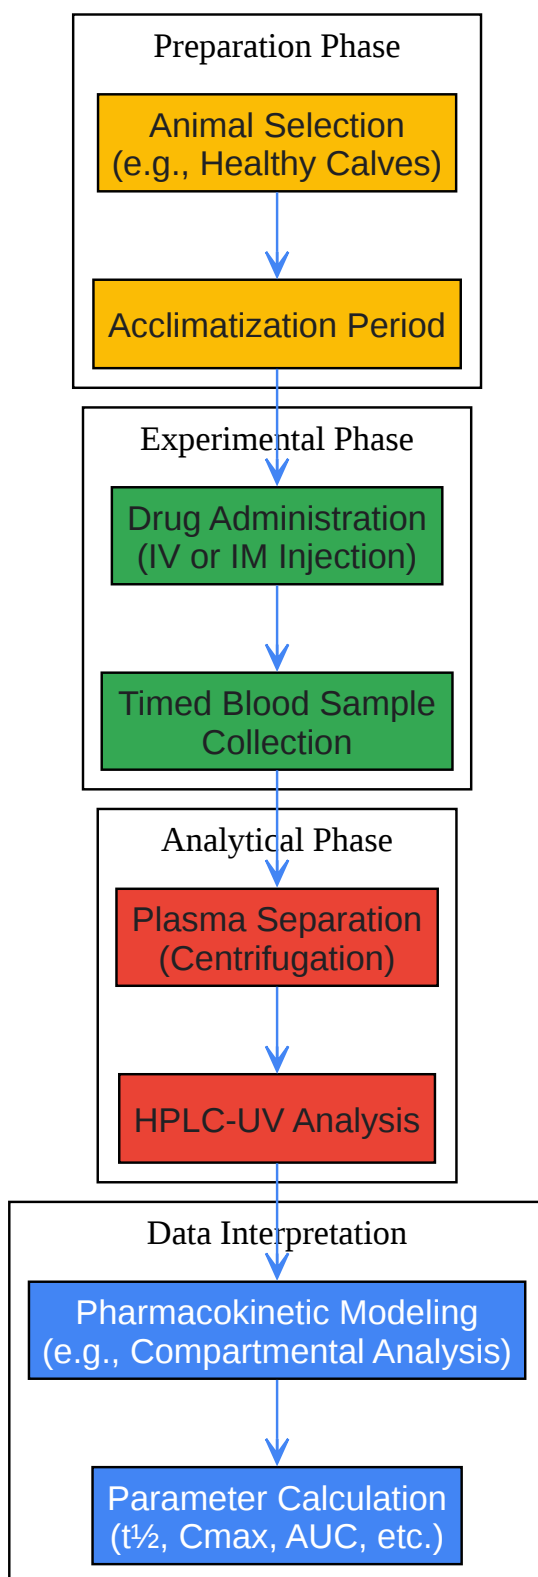 Preparation Phase
Animal Selection
(e.g., Healthy Calves)
Acclimatization Period
Experimental Phase
Drug Administration
(IV or IM Injection)
Timed Blood Sample
Collection
Analytical Phase
Plasma Separation
(Centrifugation)
HPLC-UV Analysis
Data Interpretation
Pharmacokinetic Modeling
(e.g., Compartmental Analysis)
Parameter Calculation
(t½, Cmax, AUC, etc.)